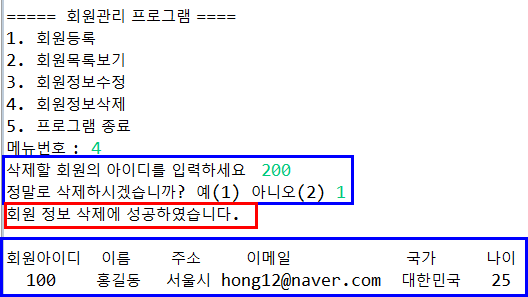 ===== 회원관리 프로그램 ====
1. 회원등록
2. 회원목록보기
3. 회원정보수정
4. 회원정보삭제
5. 프로그램 종료
메뉴번호 : 4
삭제할 회원의 아이디를 입력하세요 200
정말로 삭제하시겠습니까? 예(1) 아니오(2) 1
회원 정보 삭제에 성공하였습니다.
회원아이디 이름 주소 이메일 국가 나이
100 홍길동 서울시 hong12@naver.com 대한민국 25